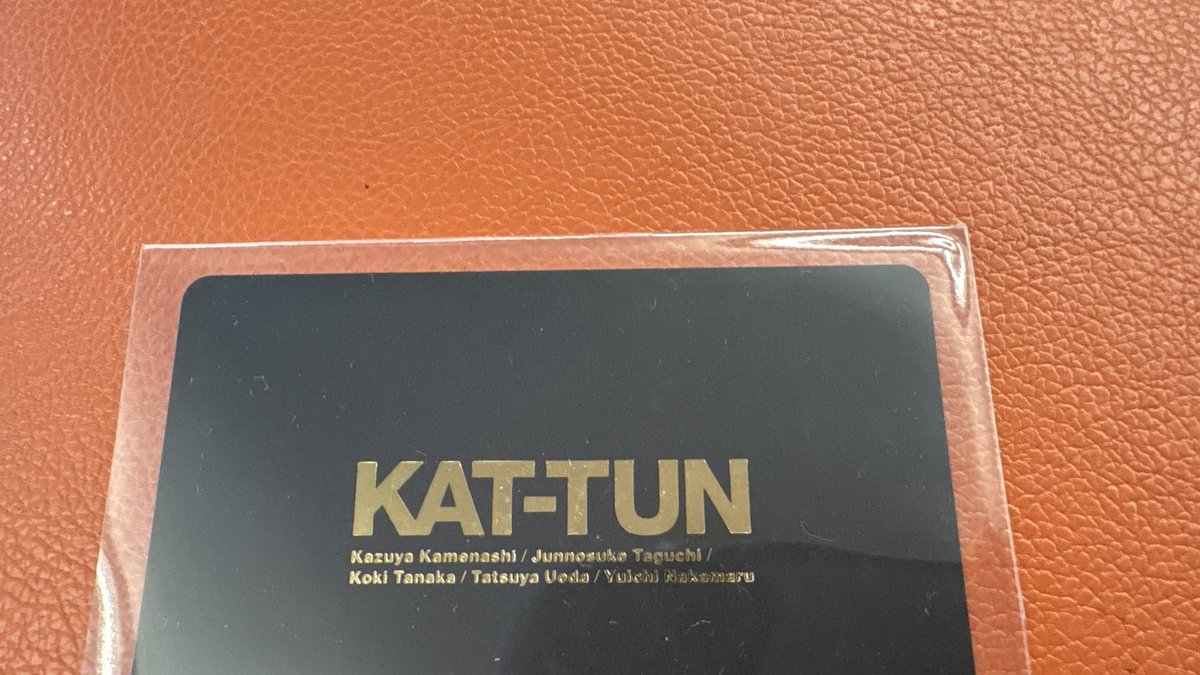 KAT-TUN
Kazuya Kamenashi / Junnosuke Taguchi /
Koki Tanaka / Tatsuya Ueda / Yuichi Nakamaru